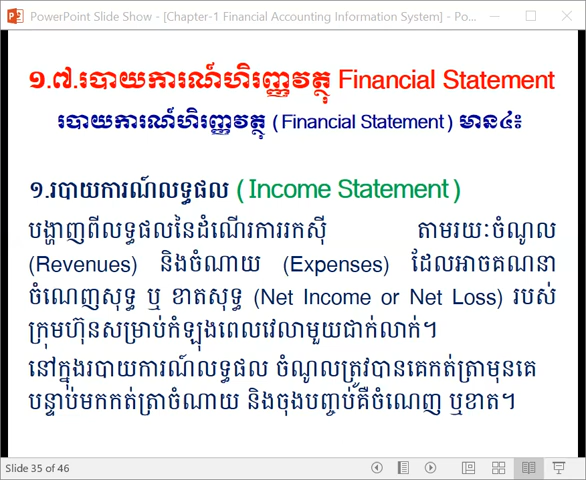 PowerPoint Slide Show - [Chapter-1 Financial Accounting Information System] - Po...
១.៧.របាយការណ៍ហិរញ្ញវត្ថុ Financial Statement
របាយការណ៍ហិរញ្ញវត្ថុ (Financial Statement) មាន៤៖
១.របាយការណ៍លទ្ធផល (Income Statement)
បង្ហាញពីលទ្ធផលនៃដំណើរការរកស៊ី តាមរយ:ចំណូល
(Revenues) និងចំណាយ (Expenses) ដែលអាចគណនា
ចំណេញសុទ្ធ ឬ ខាតសុទ្ធ (Net Income or Net Loss) របស់
ក្រុមហ៊ុនសម្រាប់កំឡុងពេលវេលាមួយជាក់លាក់។
នៅក្នុងរបាយការណ៍លទ្ធផល ចំណូលត្រូវបានគេកត់ត្រាមុនគេ
បន្ទាប់មកកត់ត្រាចំណាយ និងចុងបញ្ចប់គឺចំណេញ ឬខាត។
Slide 35 of 46